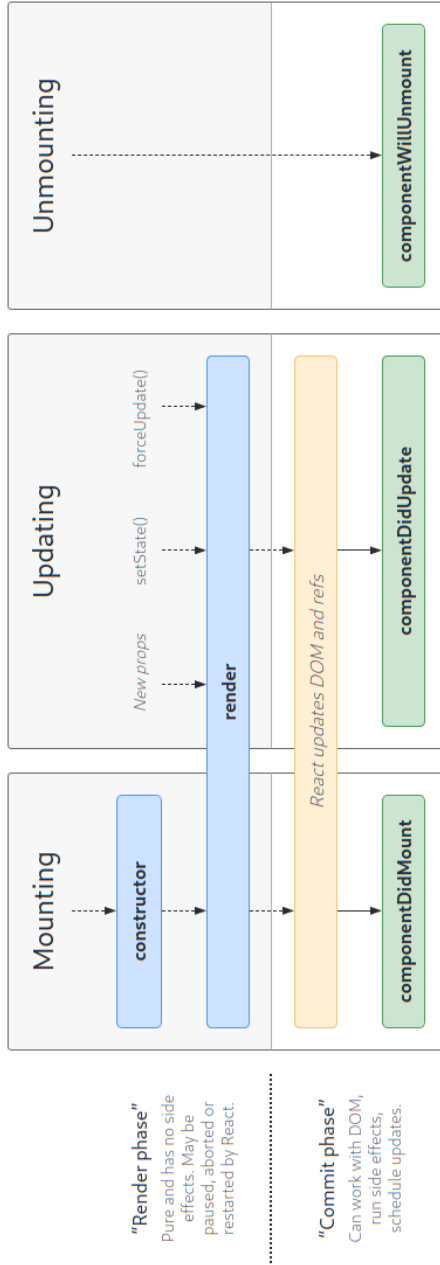 Mounting
Updating
Unmounting
"Render phase"
Pure and has no side
effects. May be
paused, aborted or
restarted by React.
constructor
New props
setState()
forceUpdate()
render
"Commit phase"
Can work with DOM,
run side effects,
schedule updates.
React updates DOM and refs
componentDidMount
componentDidUpdate
componentWillUnmount